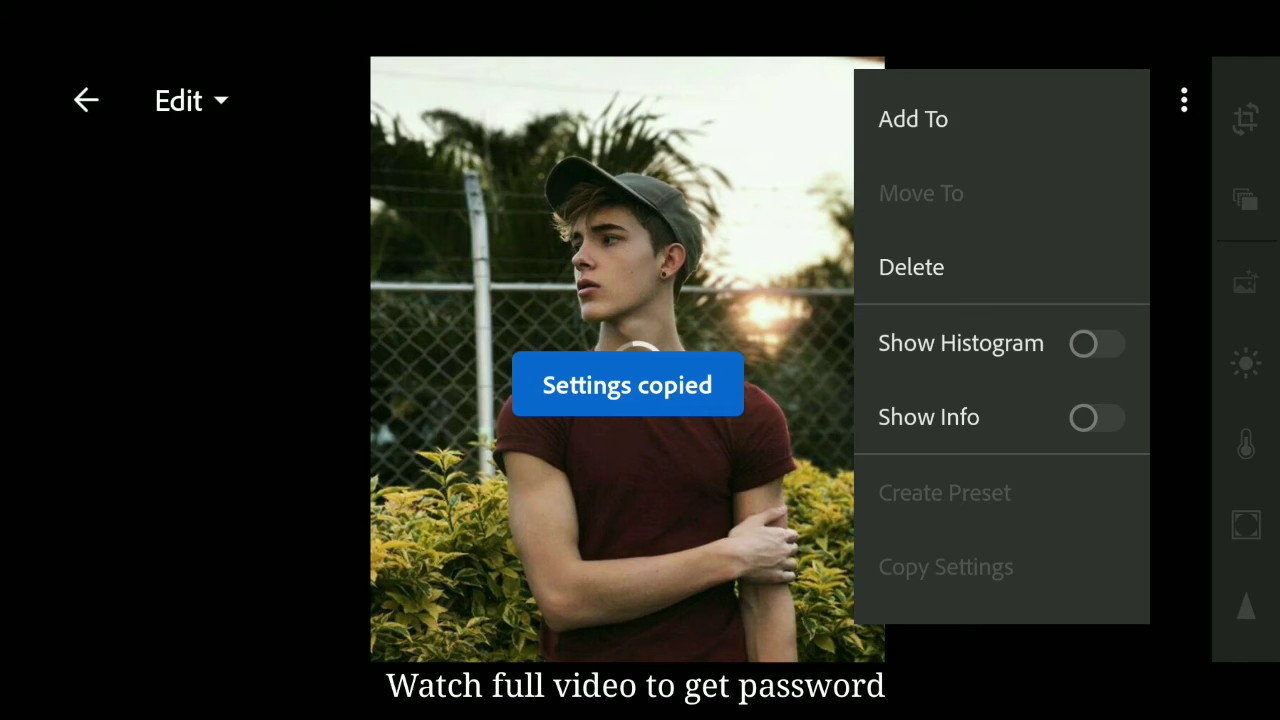 Edit
Add To
Move To
Delete
Show Histogram
Show Info
Create Preset
Copy Settings
Settings copied
Watch full video to get password